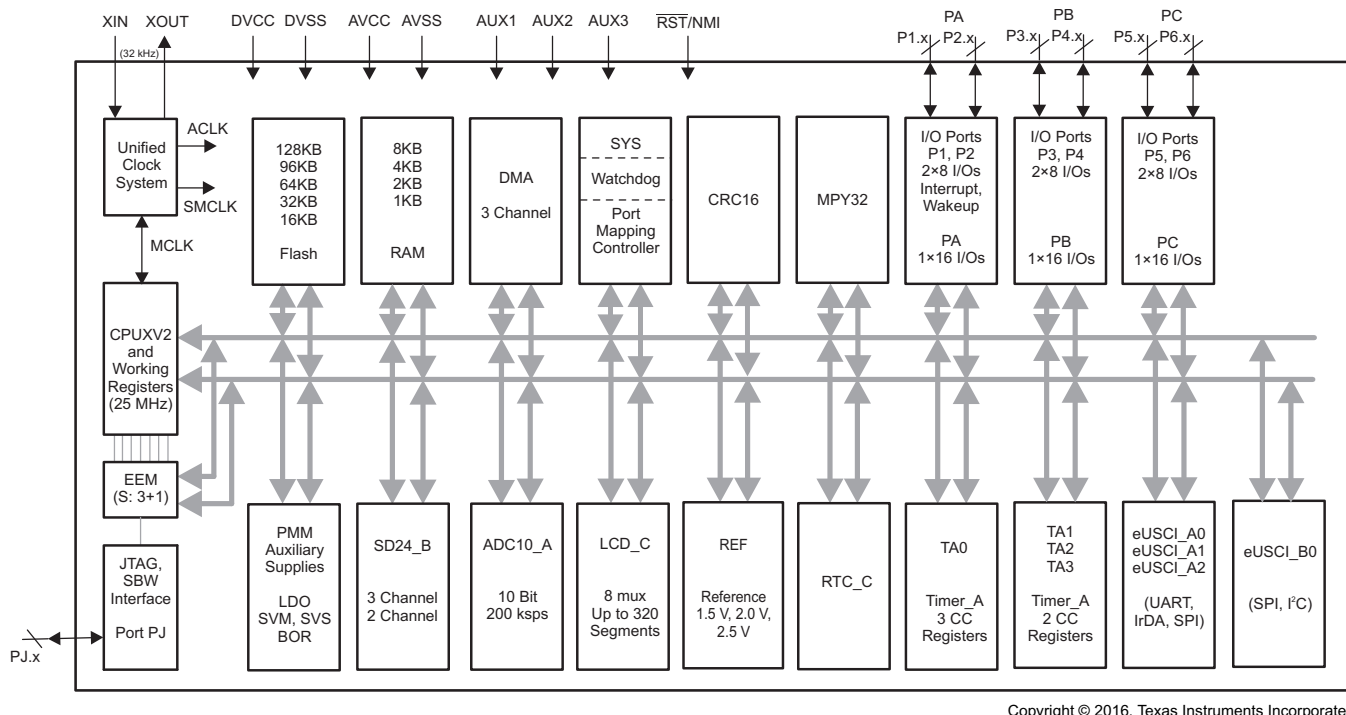 XIN
XOUT
(32 kHz)
DVCC
DVSS
AVCC
AVSS
AUX1
AUX2
AUX3
RST/NMI
PA
P1.x
P2.x
PB
P3.x
P4.x
PC
P5.x
P6.x
Unified
Clock
System
ACLK
SMCLK
MCLK
128KB
96KB
64KB
32KB
16KB
Flash
8KB
4KB
2KB
1KB
RAM
DMA
3 Channel
SYS
Watchdog
Port
Mapping
Controller
CRC16
MPY32
I/O Ports
P1, P2
2×8 I/Os
Interrupt,
Wakeup
PA
1×16 I/Os
I/O Ports
P3, P4
2×8 I/Os
PB
1×16 I/Os
I/O Ports
P5, P6
2×8 I/Os
PC
1×16 I/Os
CPUXV2
and
Working
Registers
(25 MHz)
EEM
(S: 3+1)
JTAG,
SBW
Interface
Port PJ
PJ.x
PMM
Auxiliary
Supplies
LDO
SVM, SVS
BOR
SD24_B
3 Channel
2 Channel
ADC10_A
10 Bit
200 ksps
LCD_C
8 mux
Up to 320
Segments
REF
Reference
1.5 V, 2.0 V,
2.5 V
RTC_C
TA0
Timer_A
3 CC
Registers
TA1
TA2
TA3
Timer_A
2 CC
Registers
eUSCI_A0
eUSCI_A1
eUSCI_A2
(UART,
IrDA, SPI)
eUSCI_B0
(SPI, I²C)
Copyright © 2016, Texas Instruments Incorporate